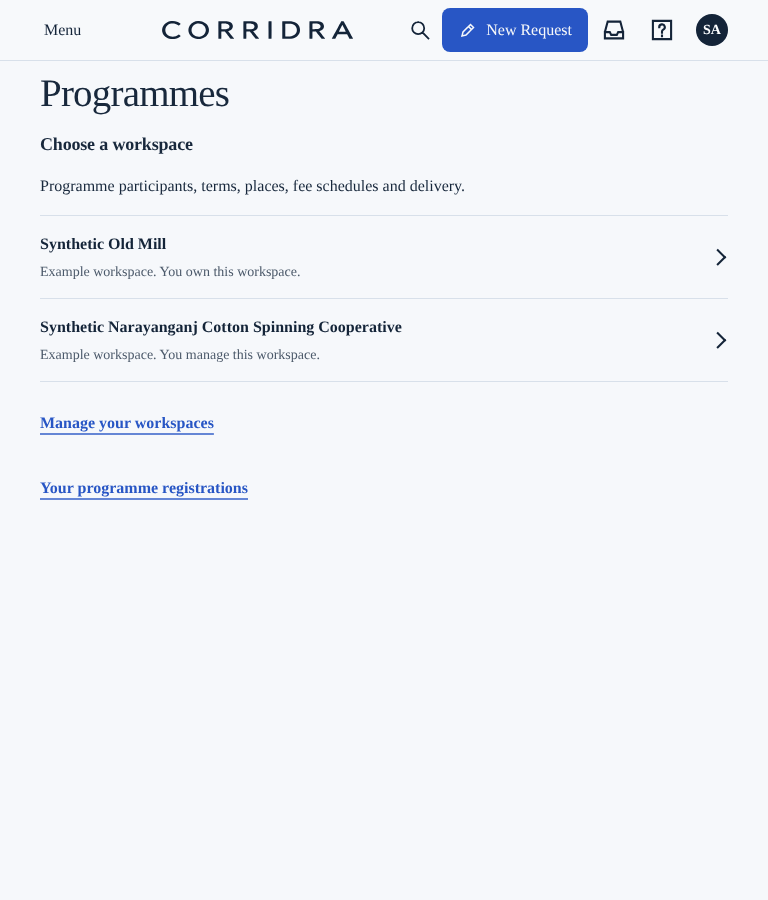 Menu
CORRIDRA
New Request
SA
Programmes
Choose a workspace
Programme participants, terms, places, fee schedules and delivery.
Synthetic Old Mill
Example workspace. You own this workspace.
Synthetic Narayanganj Cotton Spinning Cooperative
Example workspace. You manage this workspace.
Manage your workspaces
Your programme registrations